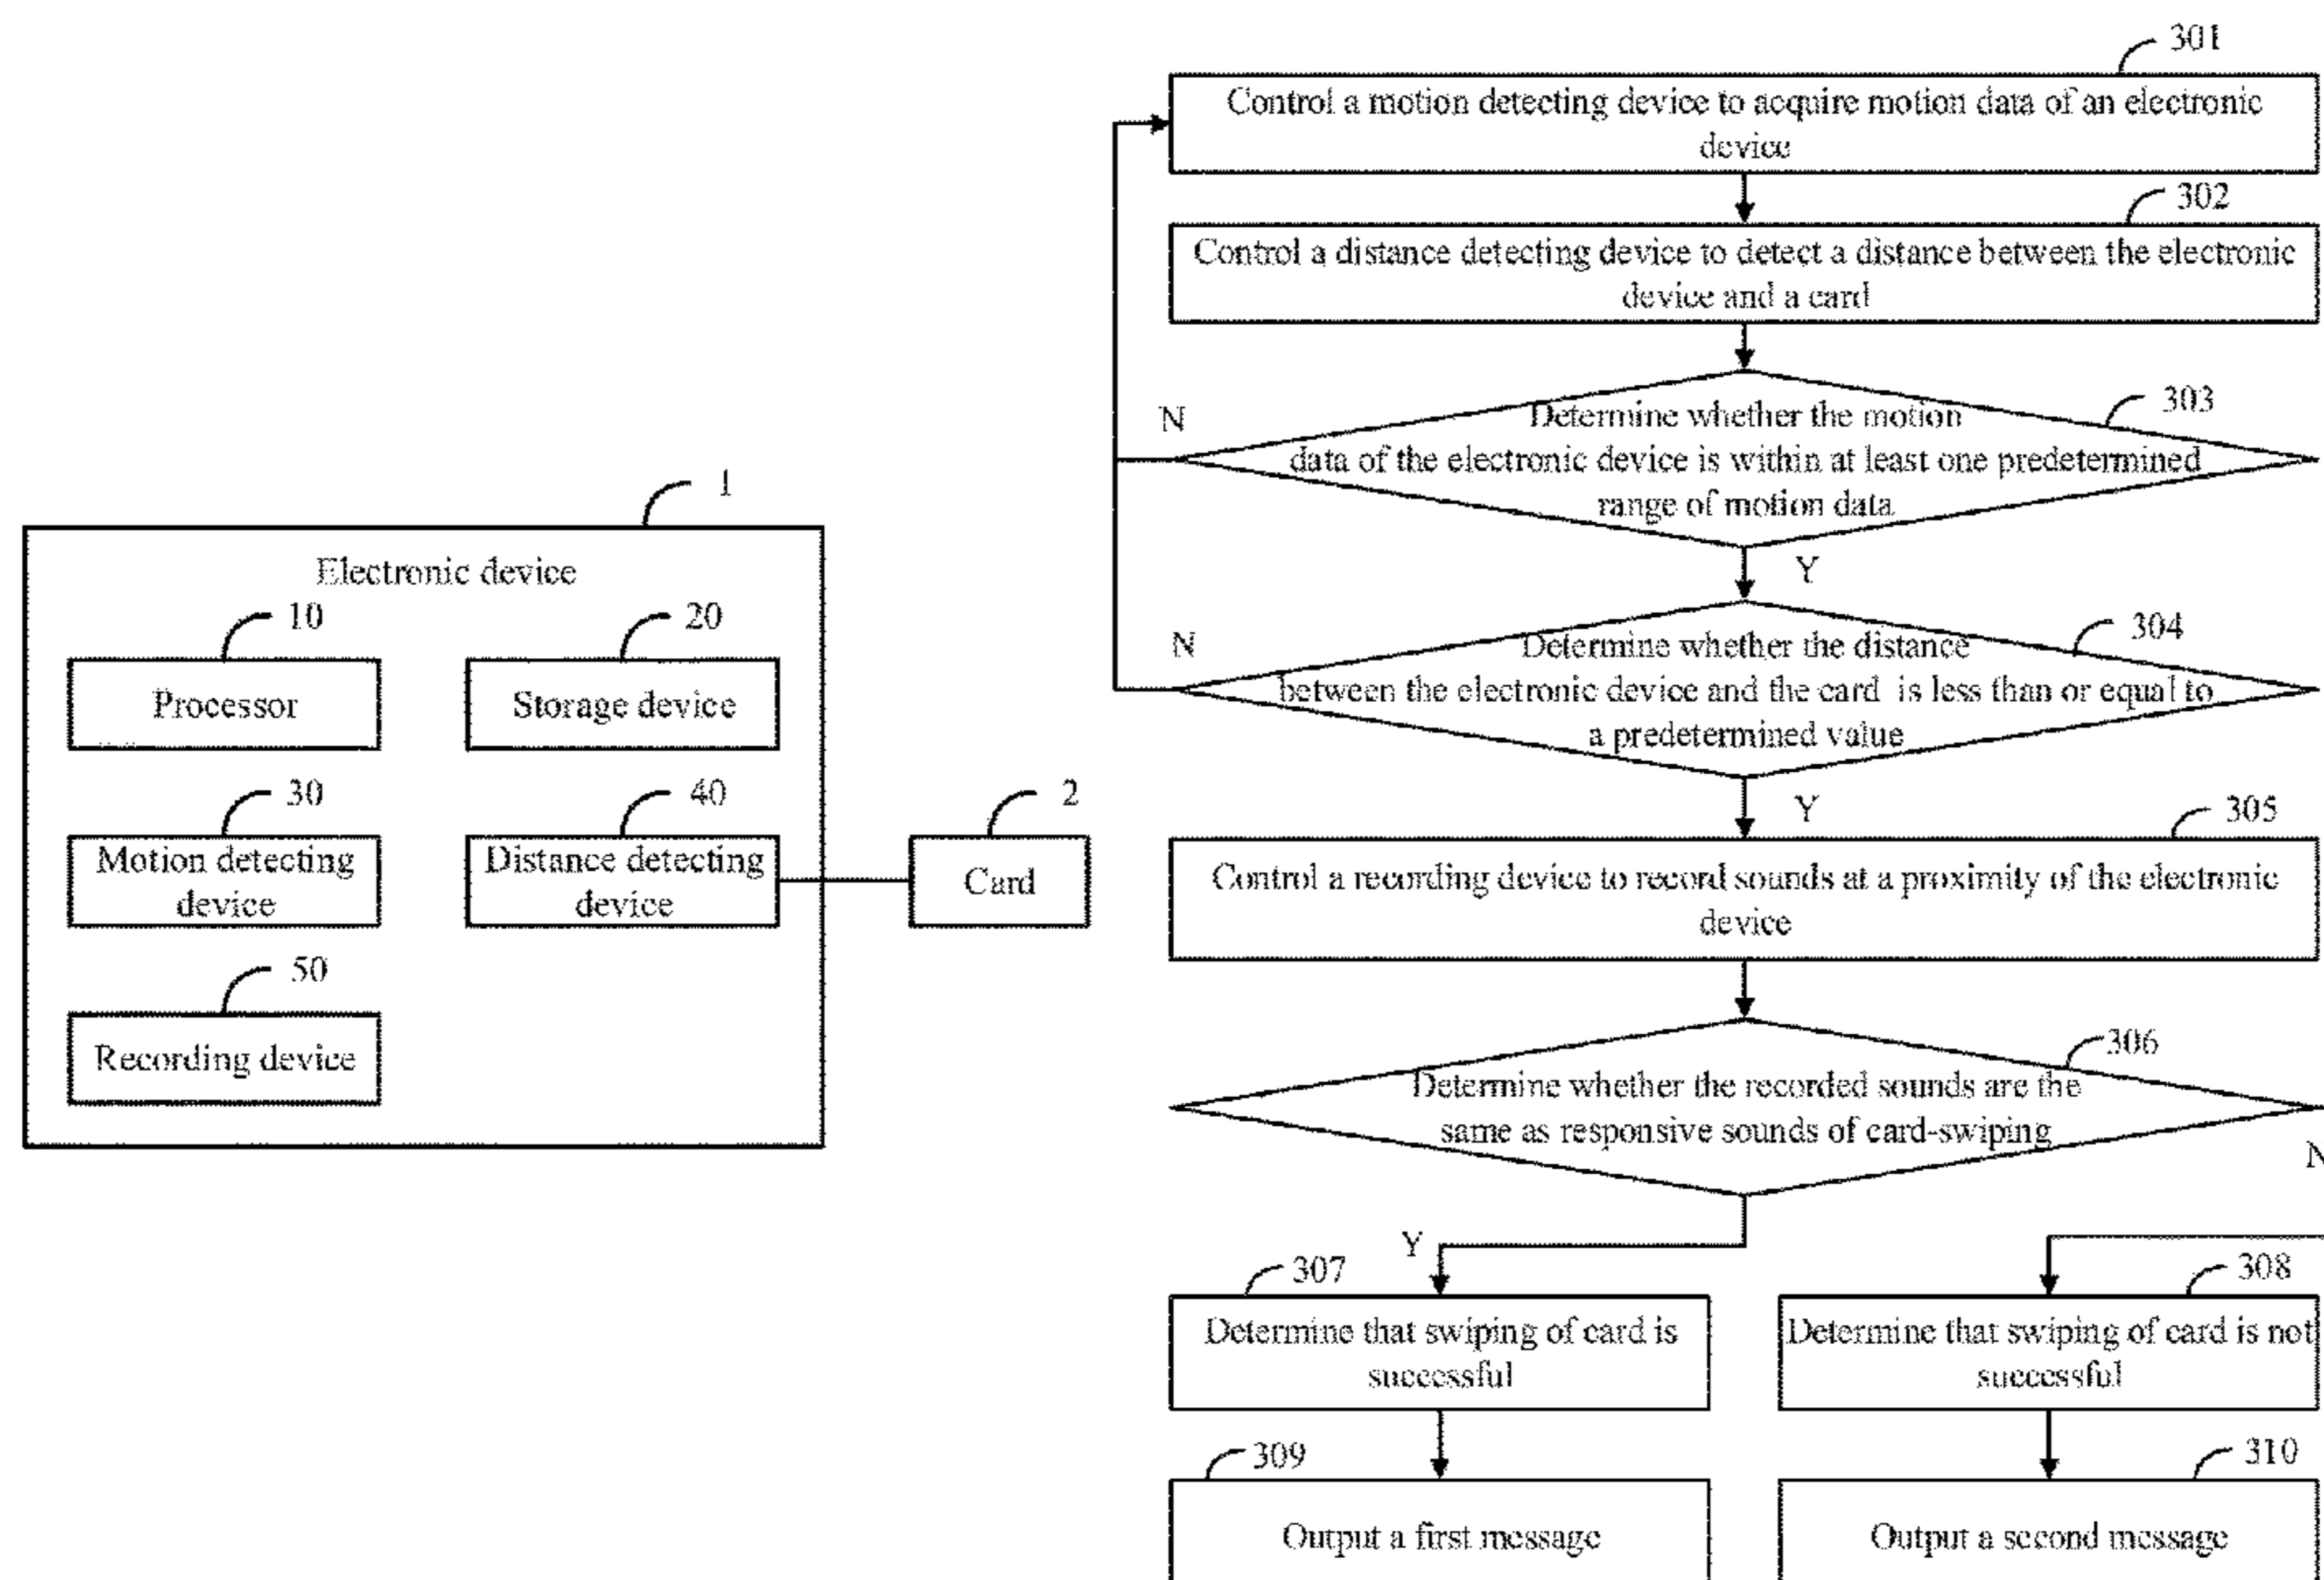 1
Electronic device
10
20
Processor
Storage device
30
40
2
Motion detecting
device
Distance detecting
device
Card
50
Recording device
301
Control a motion detecting device to acquire motion data of an electronic
device
302
Control a distance detecting device to detect a distance between the electronic
device and a card
303
N
Determine whether the motion
data of the electronic device is within at least one predetermined
range of motion data
Y
304
N
Determine whether the distance
between the electronic device and the card is less than or equal to
a predetermined value
Y
305
Control a recording device to record sounds at a proximity of the electronic
device
306
Determine whether the recorded sounds are the
same as responsive sounds of card-swiping
N
Y
307
308
Determine that swiping of card is
successful
Determine that swiping of card is not
successful
309
310
Output a first message
Output a second message